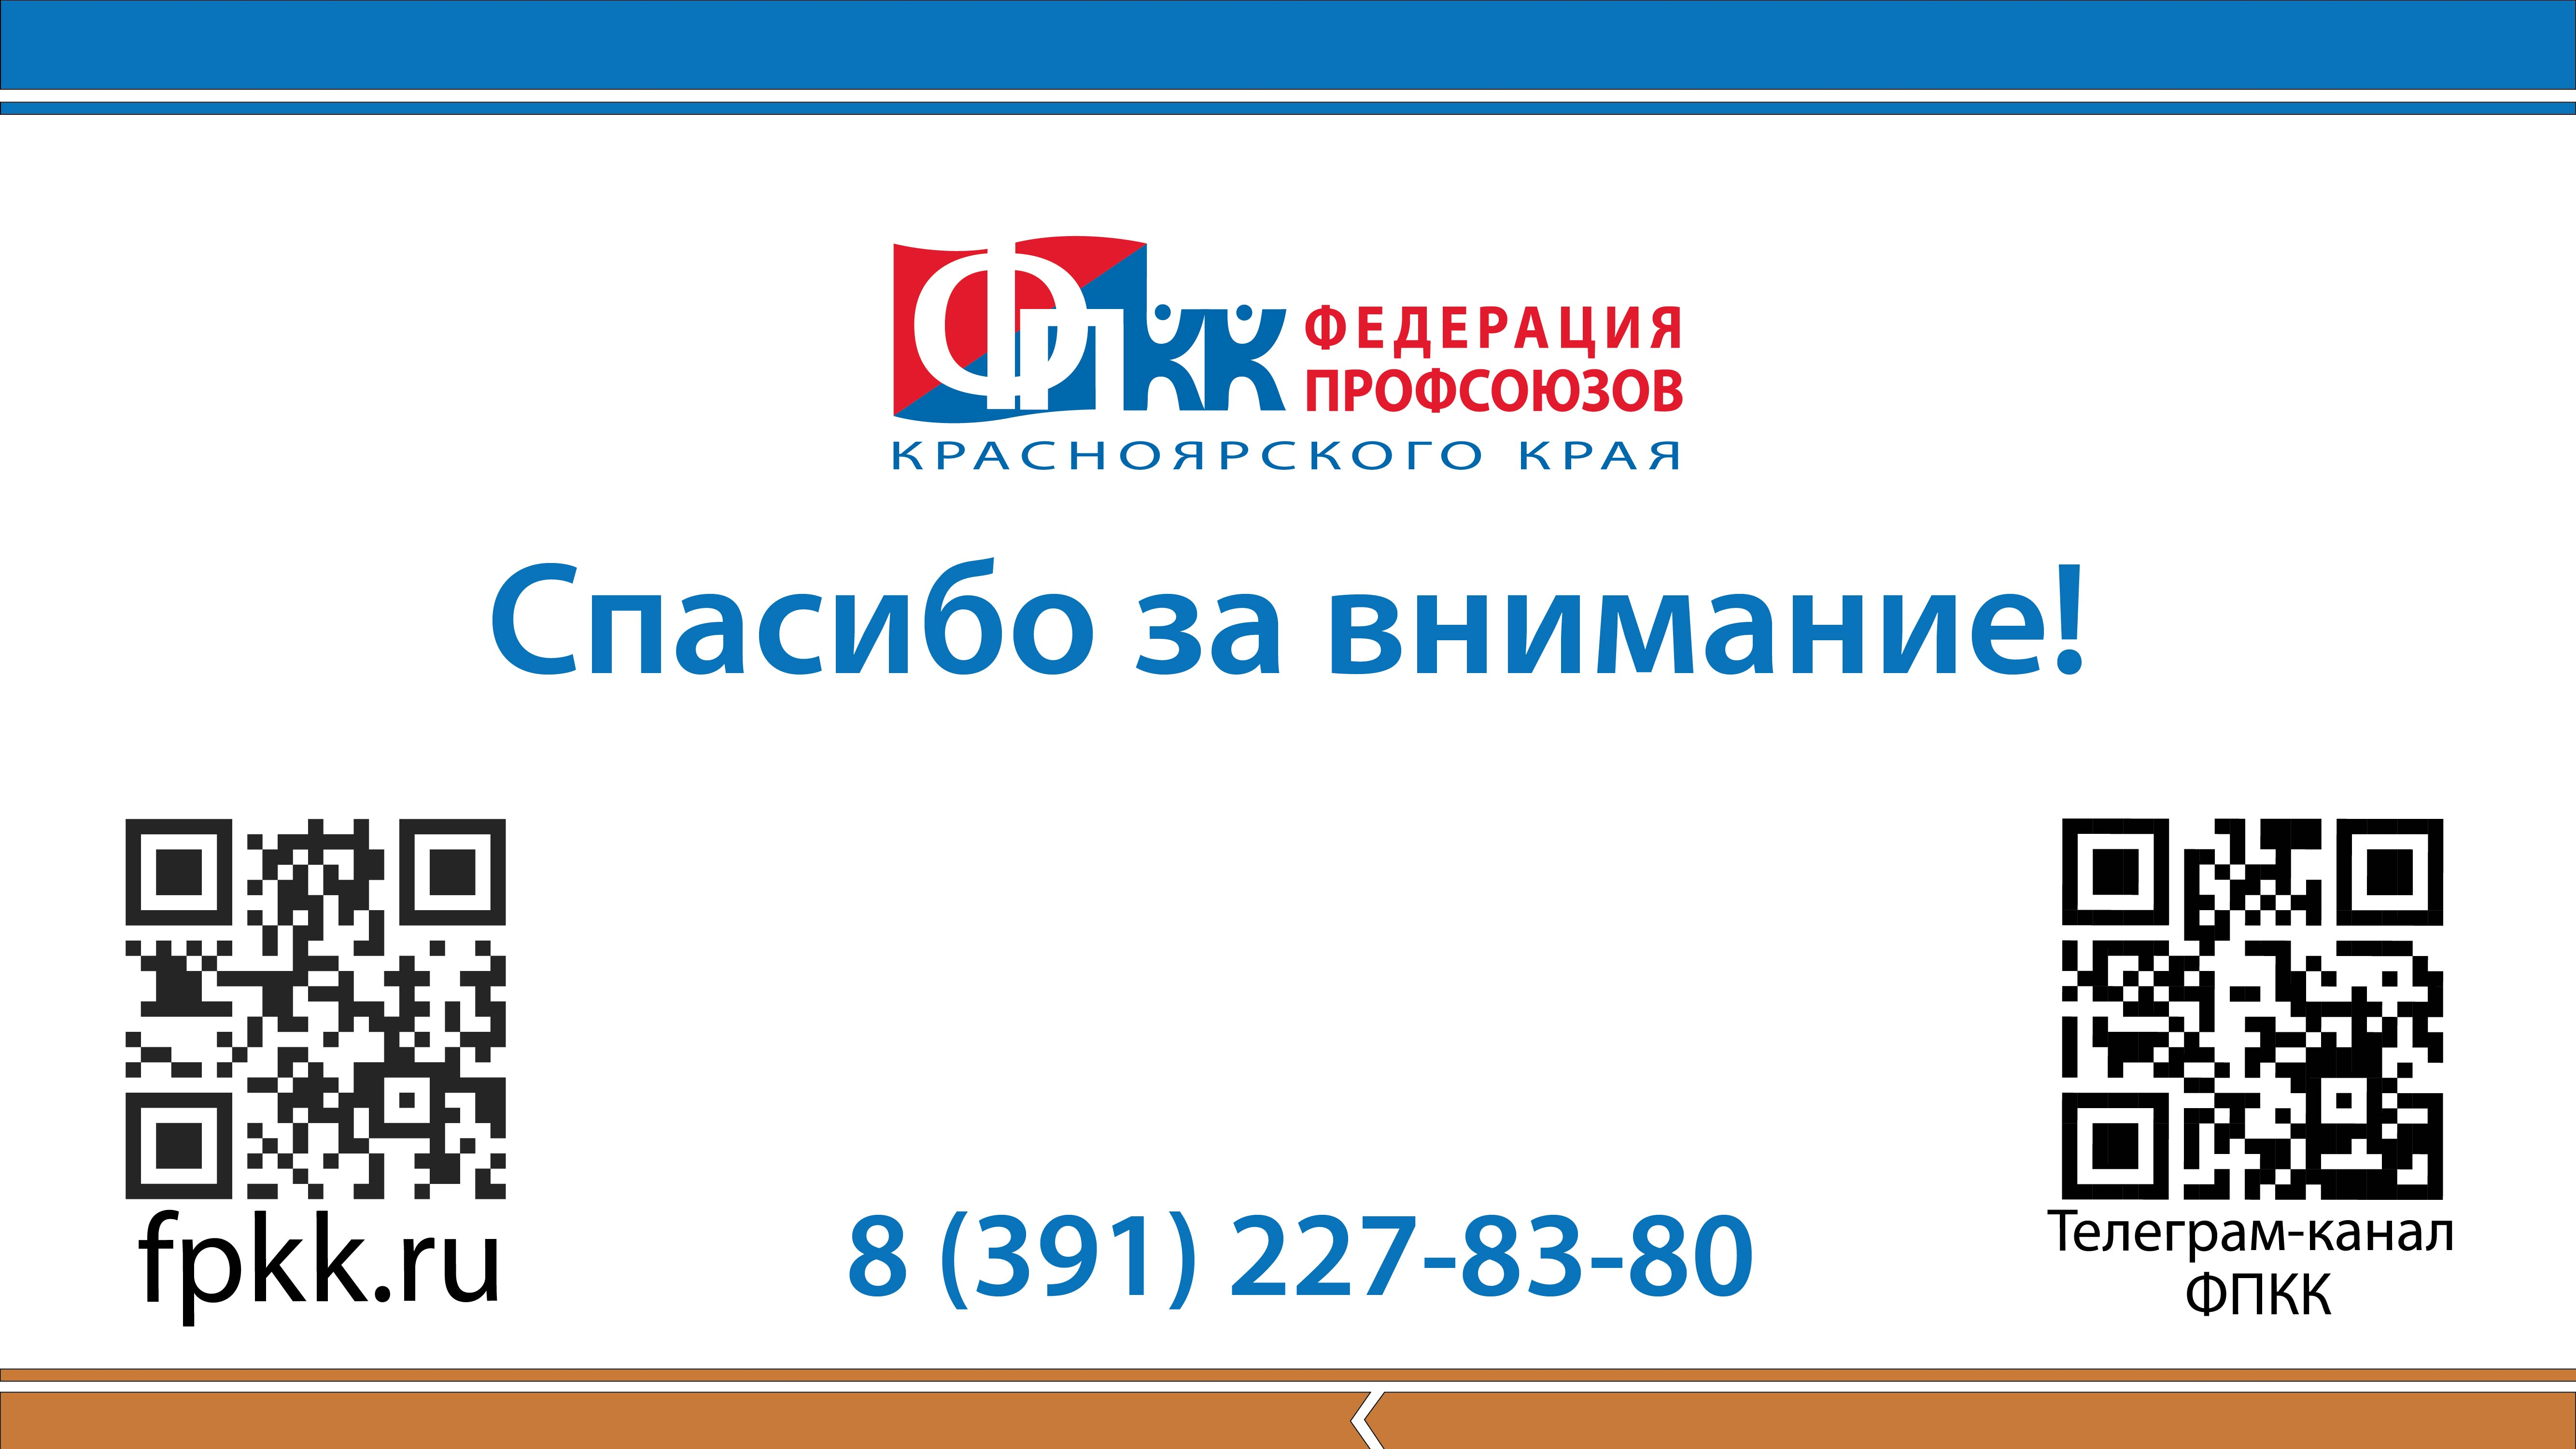 ФПКК ФЕДЕРАЦИЯ
ПРОФСОЮЗОВ
КРАСНОЯРСКОГО КРАЯ
Спасибо за внимание!
fpkk.ru
8 (391) 227-83-80
Телеграм-канал
ФПКК